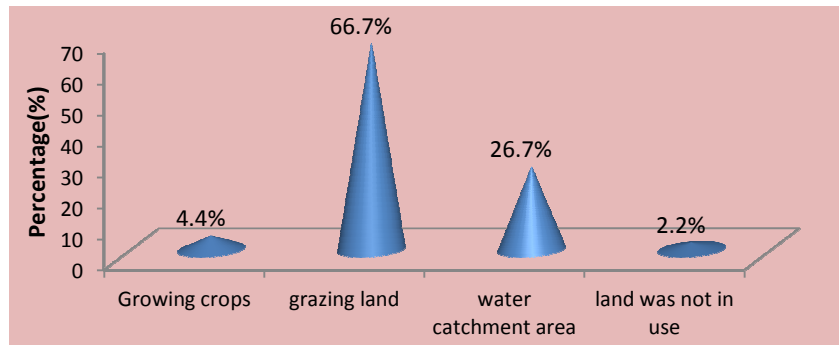 66.7%
70
60
50
40
30
20
10
0
Percentage(%)
4.4%
26.7%
2.2%
Growing crops
grazing land
water
catchment area
land was not in
use